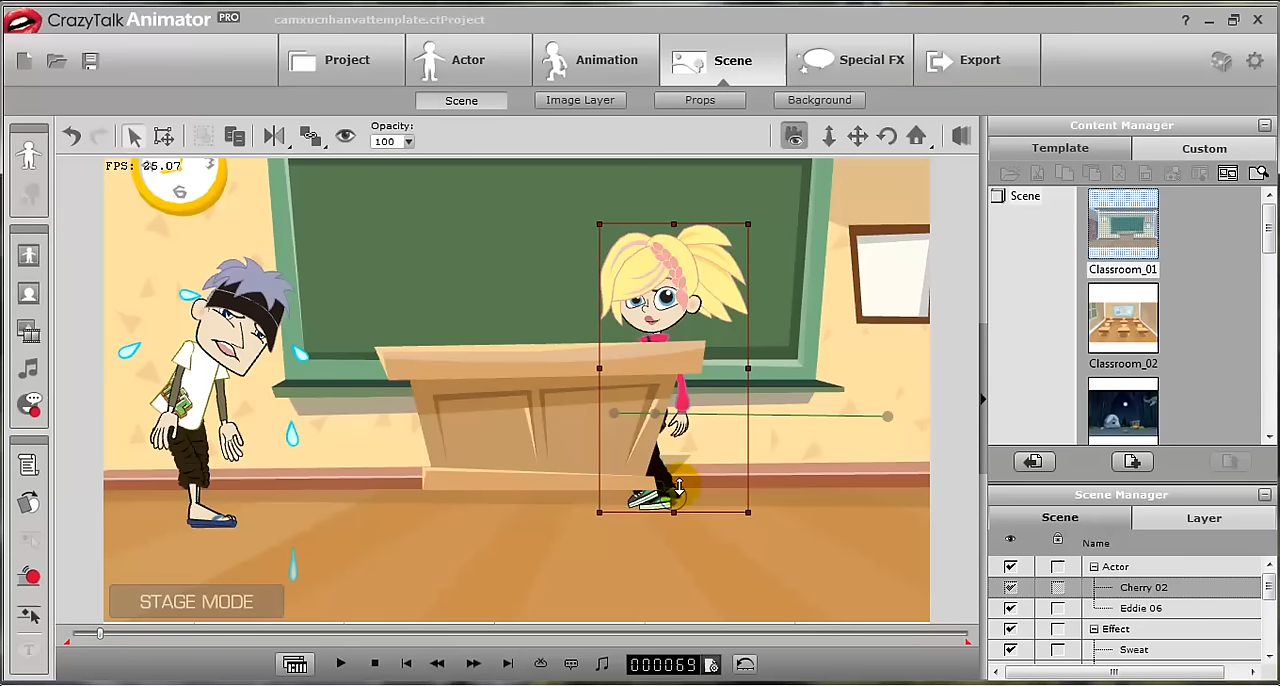 CrazyTalk Animator PRO
camxucnhanvattemplate.ctProject
?
Project
Actor
Animation
Scene
Special FX
Export
Scene
Image Layer
Props
Background
Opacity:
100
FPS: 25.07
3
6
STAGE MODE
000069
Content Manager
Template
Custom
Scene
Classroom_01
Classroom_02
Scene Manager
Scene
Layer
Name
Actor
Cherry 02
Eddie 06
Effect
Sweat
T